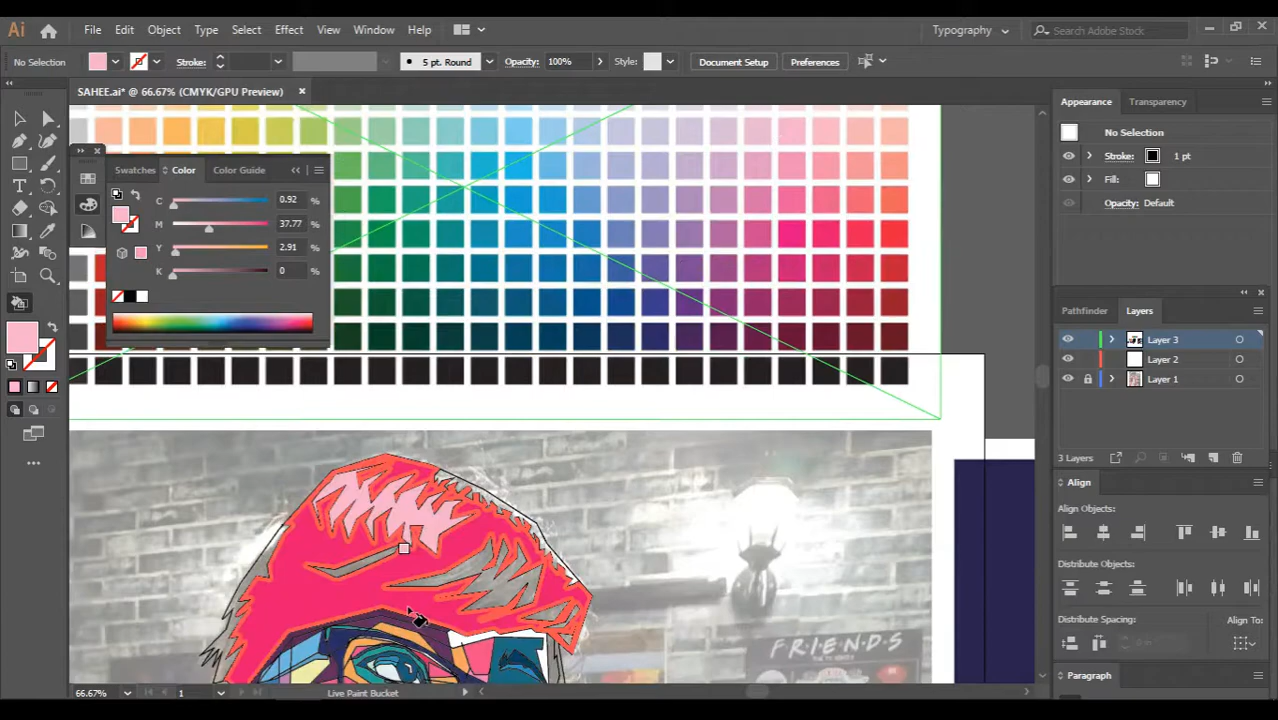 Ai File Edit Object Type Select Effect View Window Help Typography Search Adobe Stock
No Selection Stroke: 5 pt. Round Opacity: 100% Style: Document Setup Preferences
SAHEE.ai* @ 66.67% (CMYK/GPU Preview)
Swatches Color Color Guide
C 0.92 %
M 37.77 %
Y 2.91 %
K 0 %
Appearance Transparency
No Selection
Stroke: 1 pt
Fill:
Opacity: Default
Pathfinder Layers
Layer 3
Layer 2
Layer 1
3 Layers
Align
Align Objects:
Distribute Objects:
Distribute Spacing: Align To:
Paragraph
F·R·I·E·N·D·S
66.67% 1 Live Paint Bucket